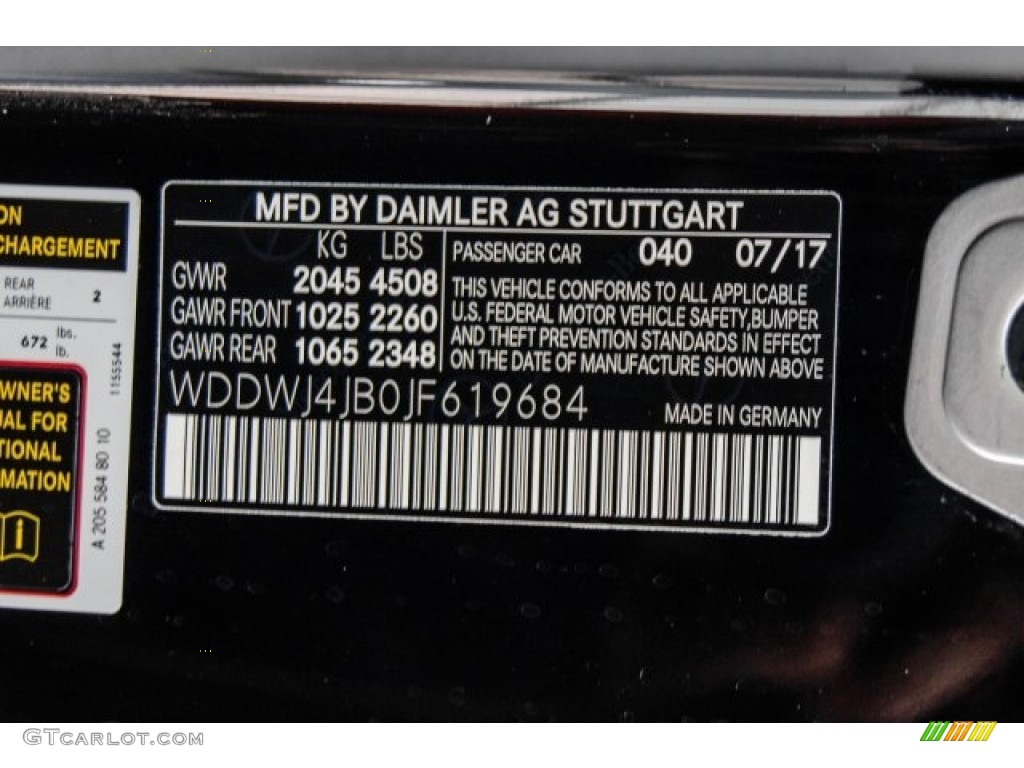 ON
CHARGEMENT
REAR
ARRIÈRE 2
672 lbs.
lb.
1155544
WNER'S
UAL FOR
TIONAL
MATION
A 205 584 80 10
MFD BY DAIMLER AG STUTTGART
KG LBS
GVWR 2045 4508
GAWR FRONT 1025 2260
GAWR REAR 1065 2348
PASSENGER CAR 040 07/17
THIS VEHICLE CONFORMS TO ALL APPLICABLE
U.S. FEDERAL MOTOR VEHICLE SAFETY,BUMPER
AND THEFT PREVENTION STANDARDS IN EFFECT
ON THE DATE OF MANUFACTURE SHOWN ABOVE
WDDWJ4JB0JF619684
MADE IN GERMANY
GTCARLOT.COM